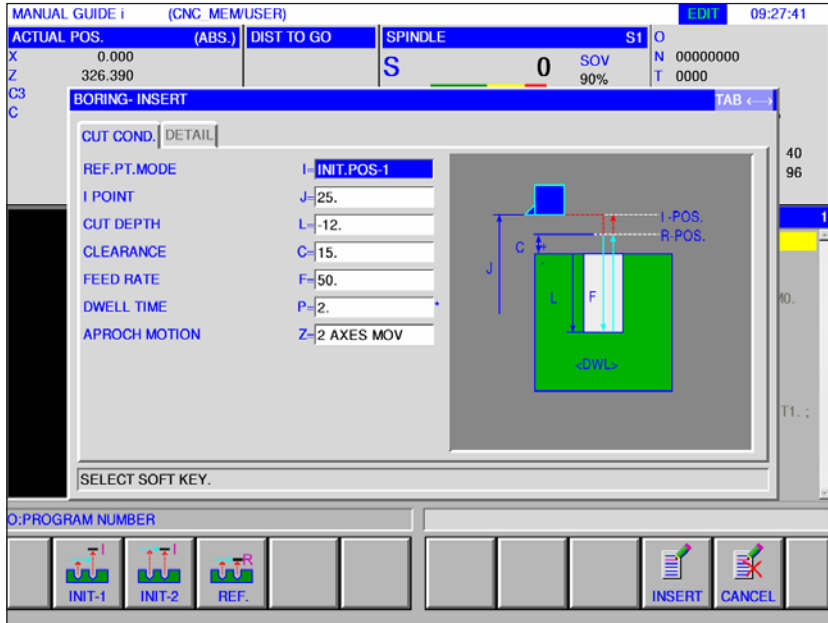 MANUAL GUIDE i (CNC_MEM/USER) EDIT 09:27:41
ACTUAL POS. (ABS.) DIST TO GO SPINDLE S1 O
X 0.000 S 0 SOV N 00000000
Z 326.390 90% T 0000
C3
C
BORING- INSERT TAB ←→
CUT COND. DETAIL
40
96
REF.PT.MODE I= INIT.POS-1
I POINT J= 25.
CUT DEPTH L= -12.
CLEARANCE C= 15.
FEED RATE F= 50.
DWELL TIME P= 2. *
APROCH MOTION Z= 2 AXES MOV
I -POS.
R-POS.
C + -
J
L F
<DWL>
1
M0.
T1. ;
SELECT SOFT KEY.
O:PROGRAM NUMBER
I I R
INIT-1 INIT-2 REF. INSERT CANCEL